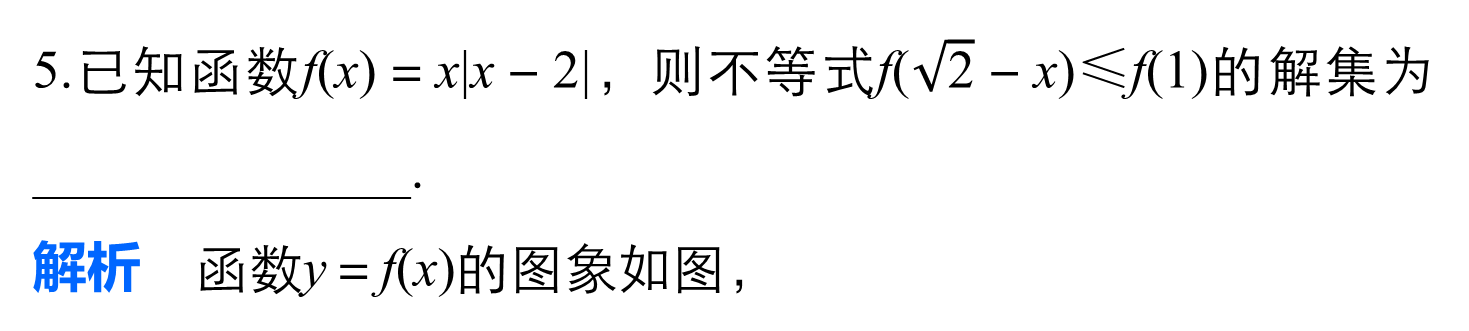 5.已知函数f(x) = x|x − 2|，则不等式f(√2 − x)⩽f(1)的解集为
______________.
解析 函数y = f(x)的图象如图，